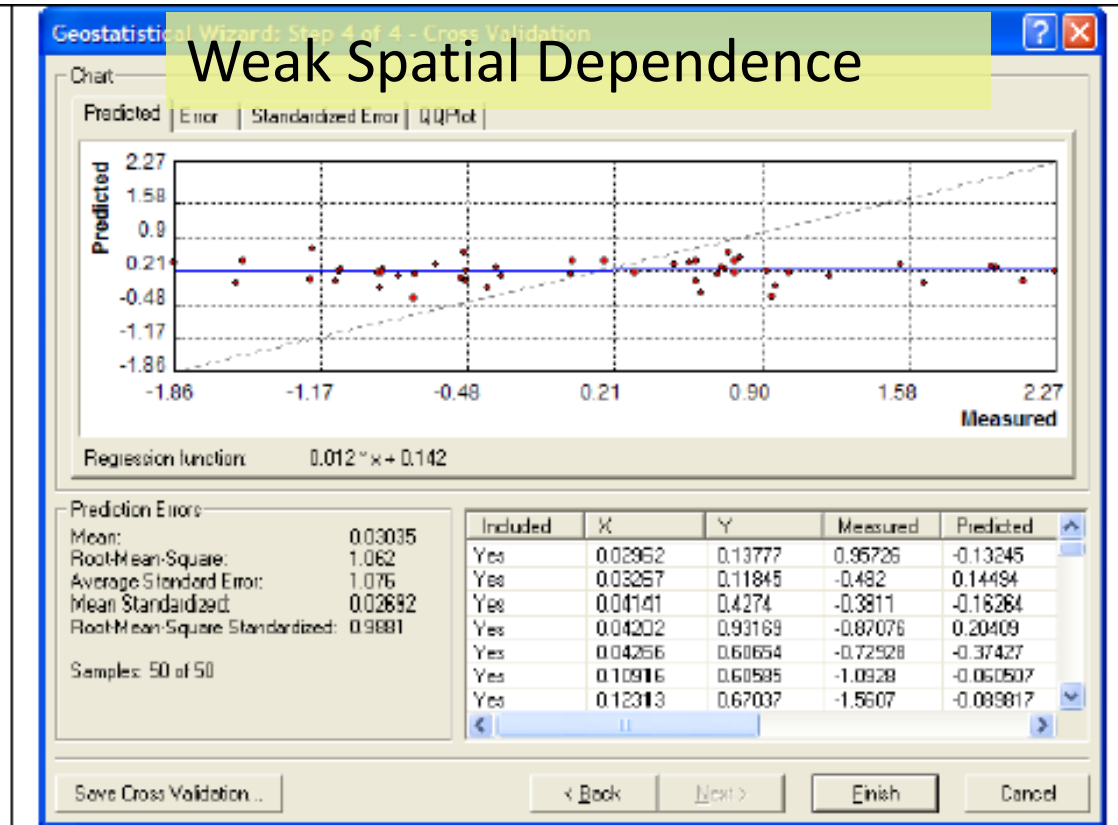 Geostatistical Wizard: Step 4 of 4 - Cross Validation
Weak Spatial Dependence
Chart
Predicted Error Standardized Error QQPlot
Predicted
2.27
1.58
0.9
0.21
-0.48
-1.17
-1.86
-1.86 -1.17 -0.48 0.21 0.90 1.58 2.27
Measured
Regression function: 0.012 * x + 0.142
Prediction Errors
Mean: 0.03035
Root-Mean-Square: 1.062
Average Standard Error: 1.076
Mean Standardized: 0.02692
Root-Mean-Square Standardized: 0.9881
Samples: 50 of 50
Included X Y Measured Predicted
Yes 0.02962 0.13777 0.95726 -0.13245
Yes 0.03267 0.11845 -0.482 0.14494
Yes 0.04141 0.4274 -0.3811 -0.16264
Yes 0.04202 0.93169 -0.87076 0.20409
Yes 0.04266 0.60654 -0.72928 -0.37427
Yes 0.10916 0.60585 -1.0928 -0.060507
Yes 0.12313 0.67037 -1.5607 -0.089817
Save Cross Validation... < Back Next > Finish Cancel